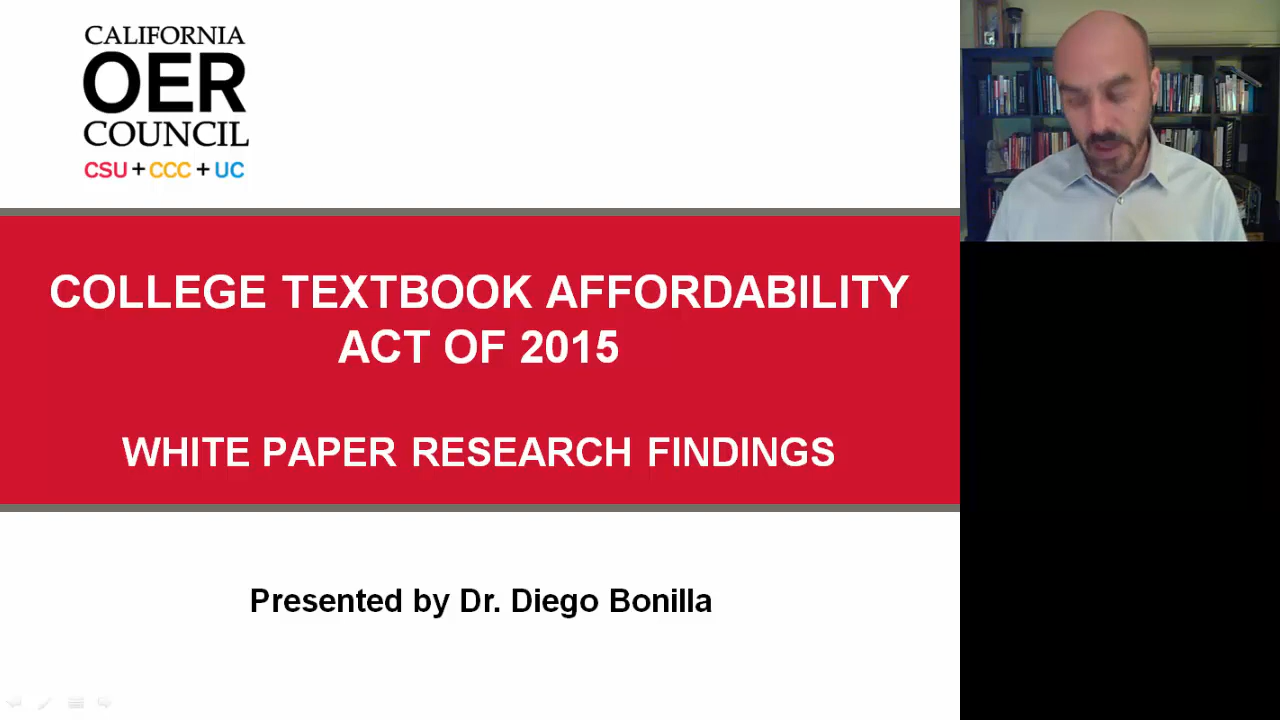 CALIFORNIA
OER
COUNCIL
CSU + CCC + UC
COLLEGE TEXTBOOK AFFORDABILITY
ACT OF 2015
WHITE PAPER RESEARCH FINDINGS
Presented by Dr. Diego Bonilla